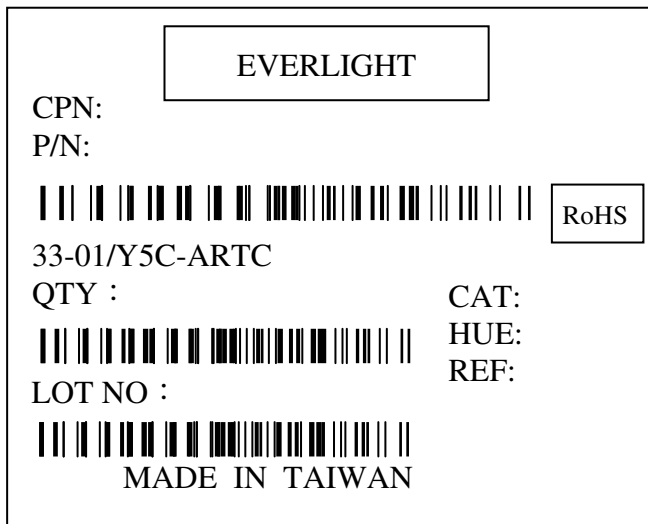 EVERLIGHT
CPN:
P/N:
RoHS
33-01/Y5C-ARTC
QTY：
CAT:
HUE:
REF:
LOT NO：
MADE IN TAIWAN